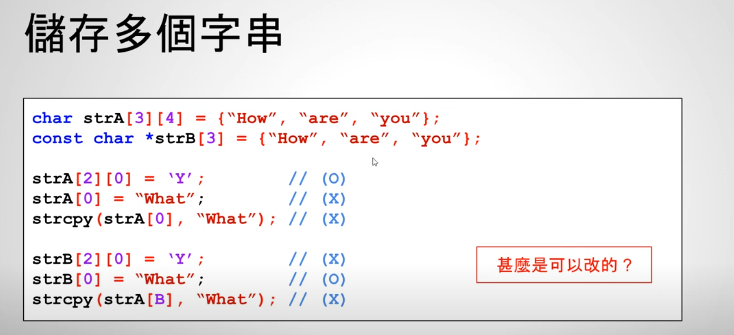 儲存多個字串
char strA[3][4] = {“How”, “are”, “you”};
const char *strB[3] = {“How”, “are”, “you”};
strA[2][0] = ‘Y’; // (O)
strA[0] = “What”; // (X)
strcpy(strA[0], “What”); // (X)
strB[2][0] = ‘Y’; // (X)
strB[0] = “What”; // (O)
strcpy(strA[B], “What”); // (X)
甚麼是可以改的？